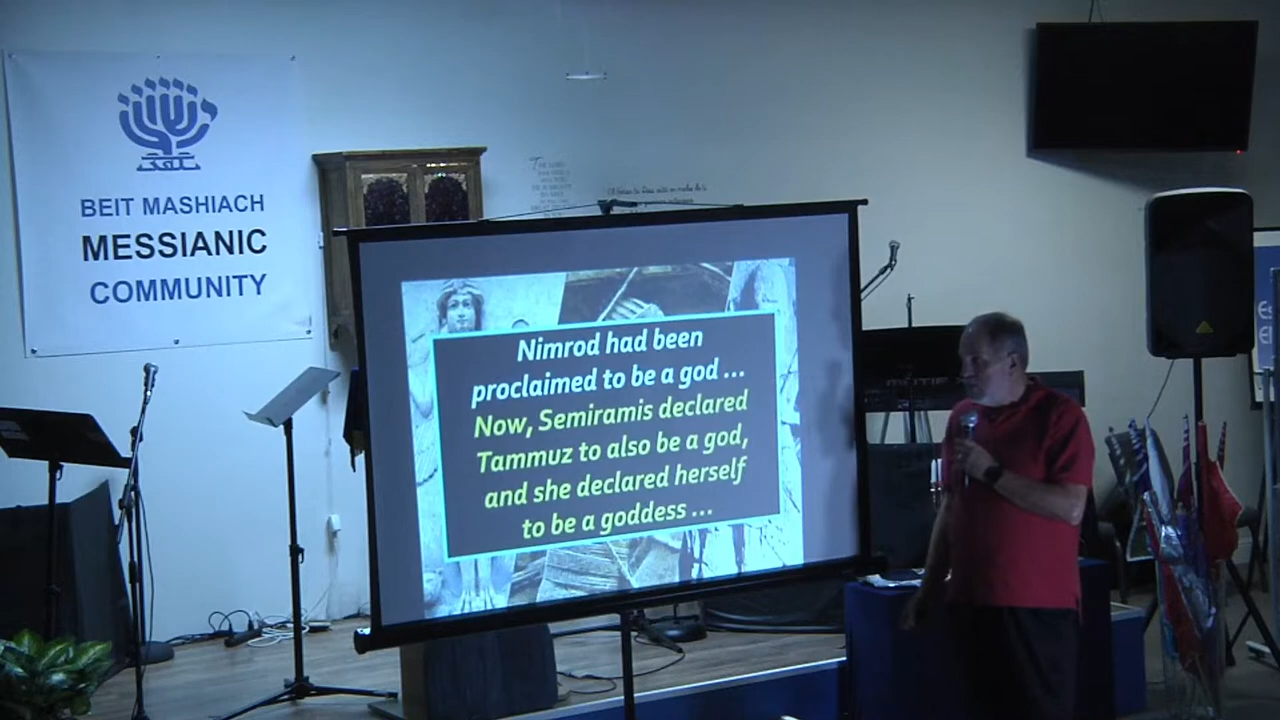 BEIT MASHIACH
MESSIANIC
COMMUNITY
Nimrod had been
proclaimed to be a god ...
Now, Semiramis declared
Tammuz to also be a god,
and she declared herself
to be a goddess ...